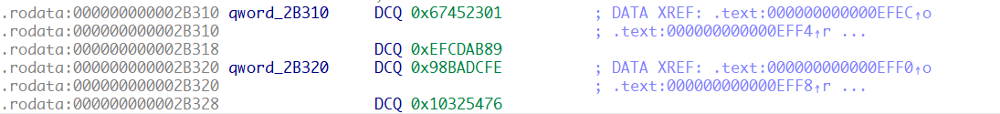 .rodata:000000000002B310 qword_2B310 DCQ 0x67452301 ; DATA XREF: .text:000000000000EFEC↑o
.rodata:000000000002B310 ; .text:000000000000EFF4↑r ...
.rodata:000000000002B318 DCQ 0xEFCDAB89
.rodata:000000000002B320 qword_2B320 DCQ 0x98BADCFE ; DATA XREF: .text:000000000000EFF0↑o
.rodata:000000000002B320 ; .text:000000000000EFF8↑r ...
.rodata:000000000002B328 DCQ 0x10325476